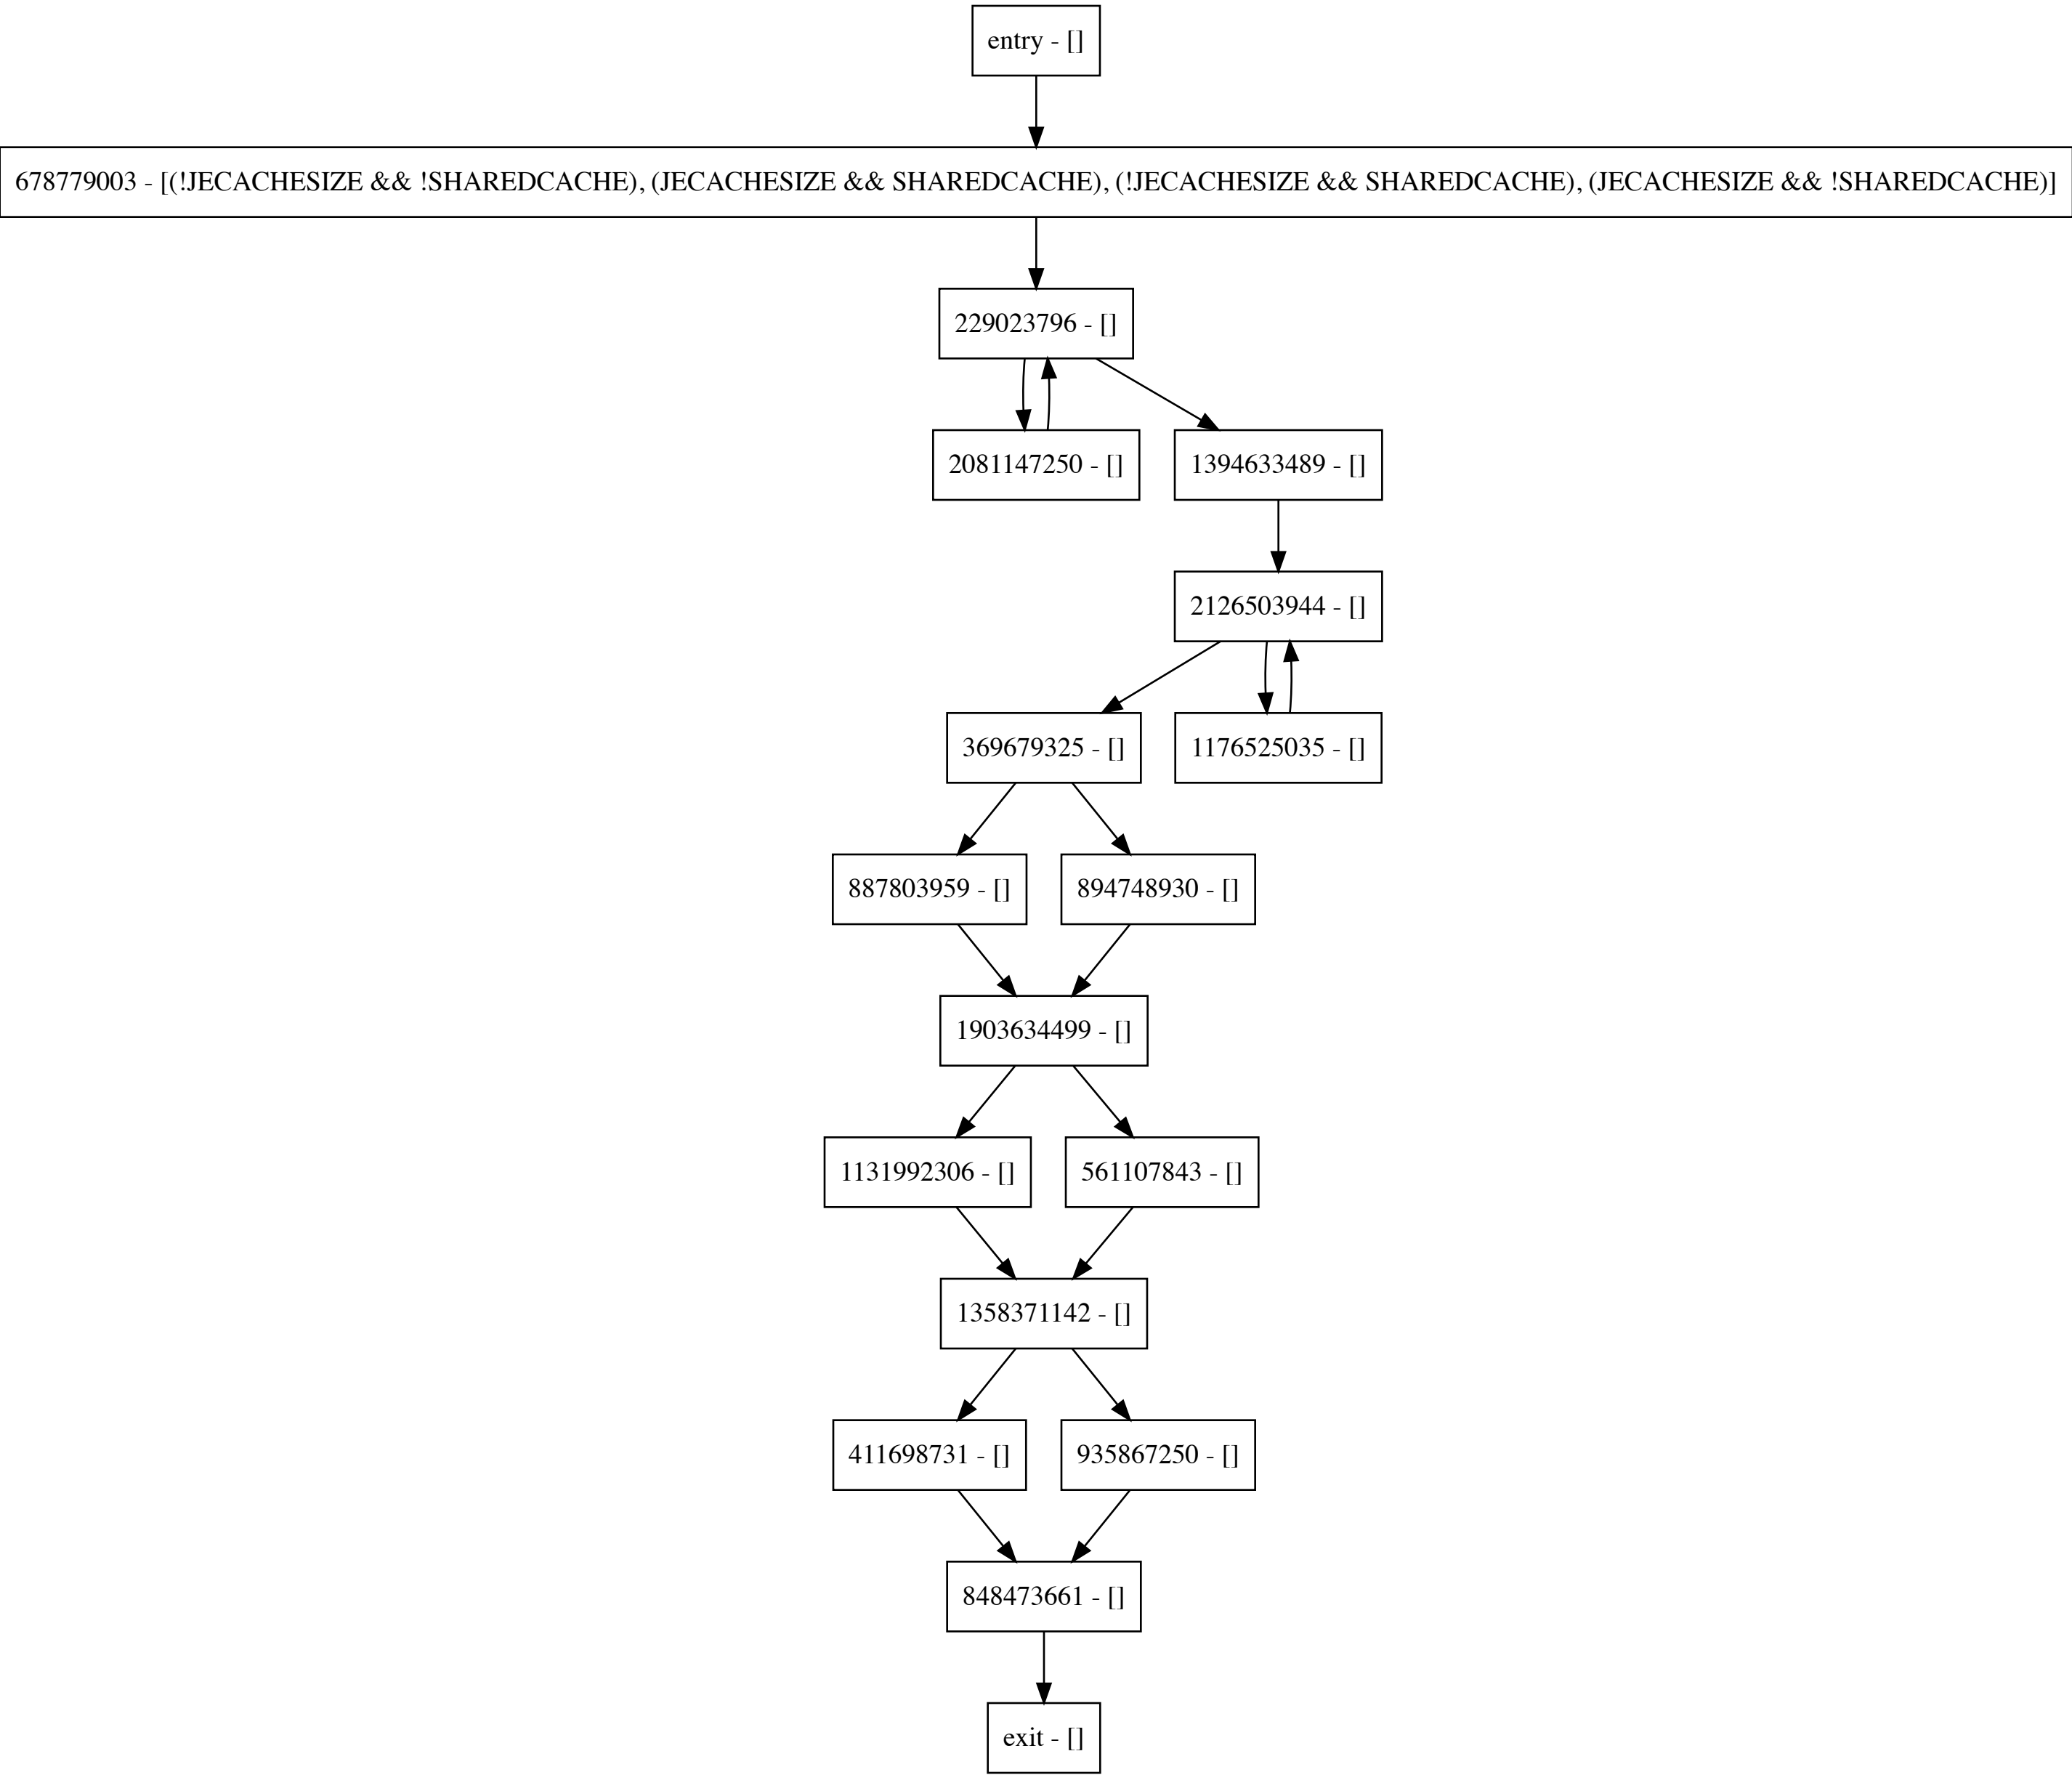 entry - []
678779003 - [(!JECACHESIZE && !SHAREDCACHE), (JECACHESIZE && SHAREDCACHE), (!JECACHESIZE && SHAREDCACHE), (JECACHESIZE && !SHAREDCACHE)]
229023796 - []
2081147250 - []
1394633489 - []
2126503944 - []
369679325 - []
1176525035 - []
887803959 - []
894748930 - []
1903634499 - []
1131992306 - []
561107843 - []
1358371142 - []
411698731 - []
935867250 - []
848473661 - []
exit - []